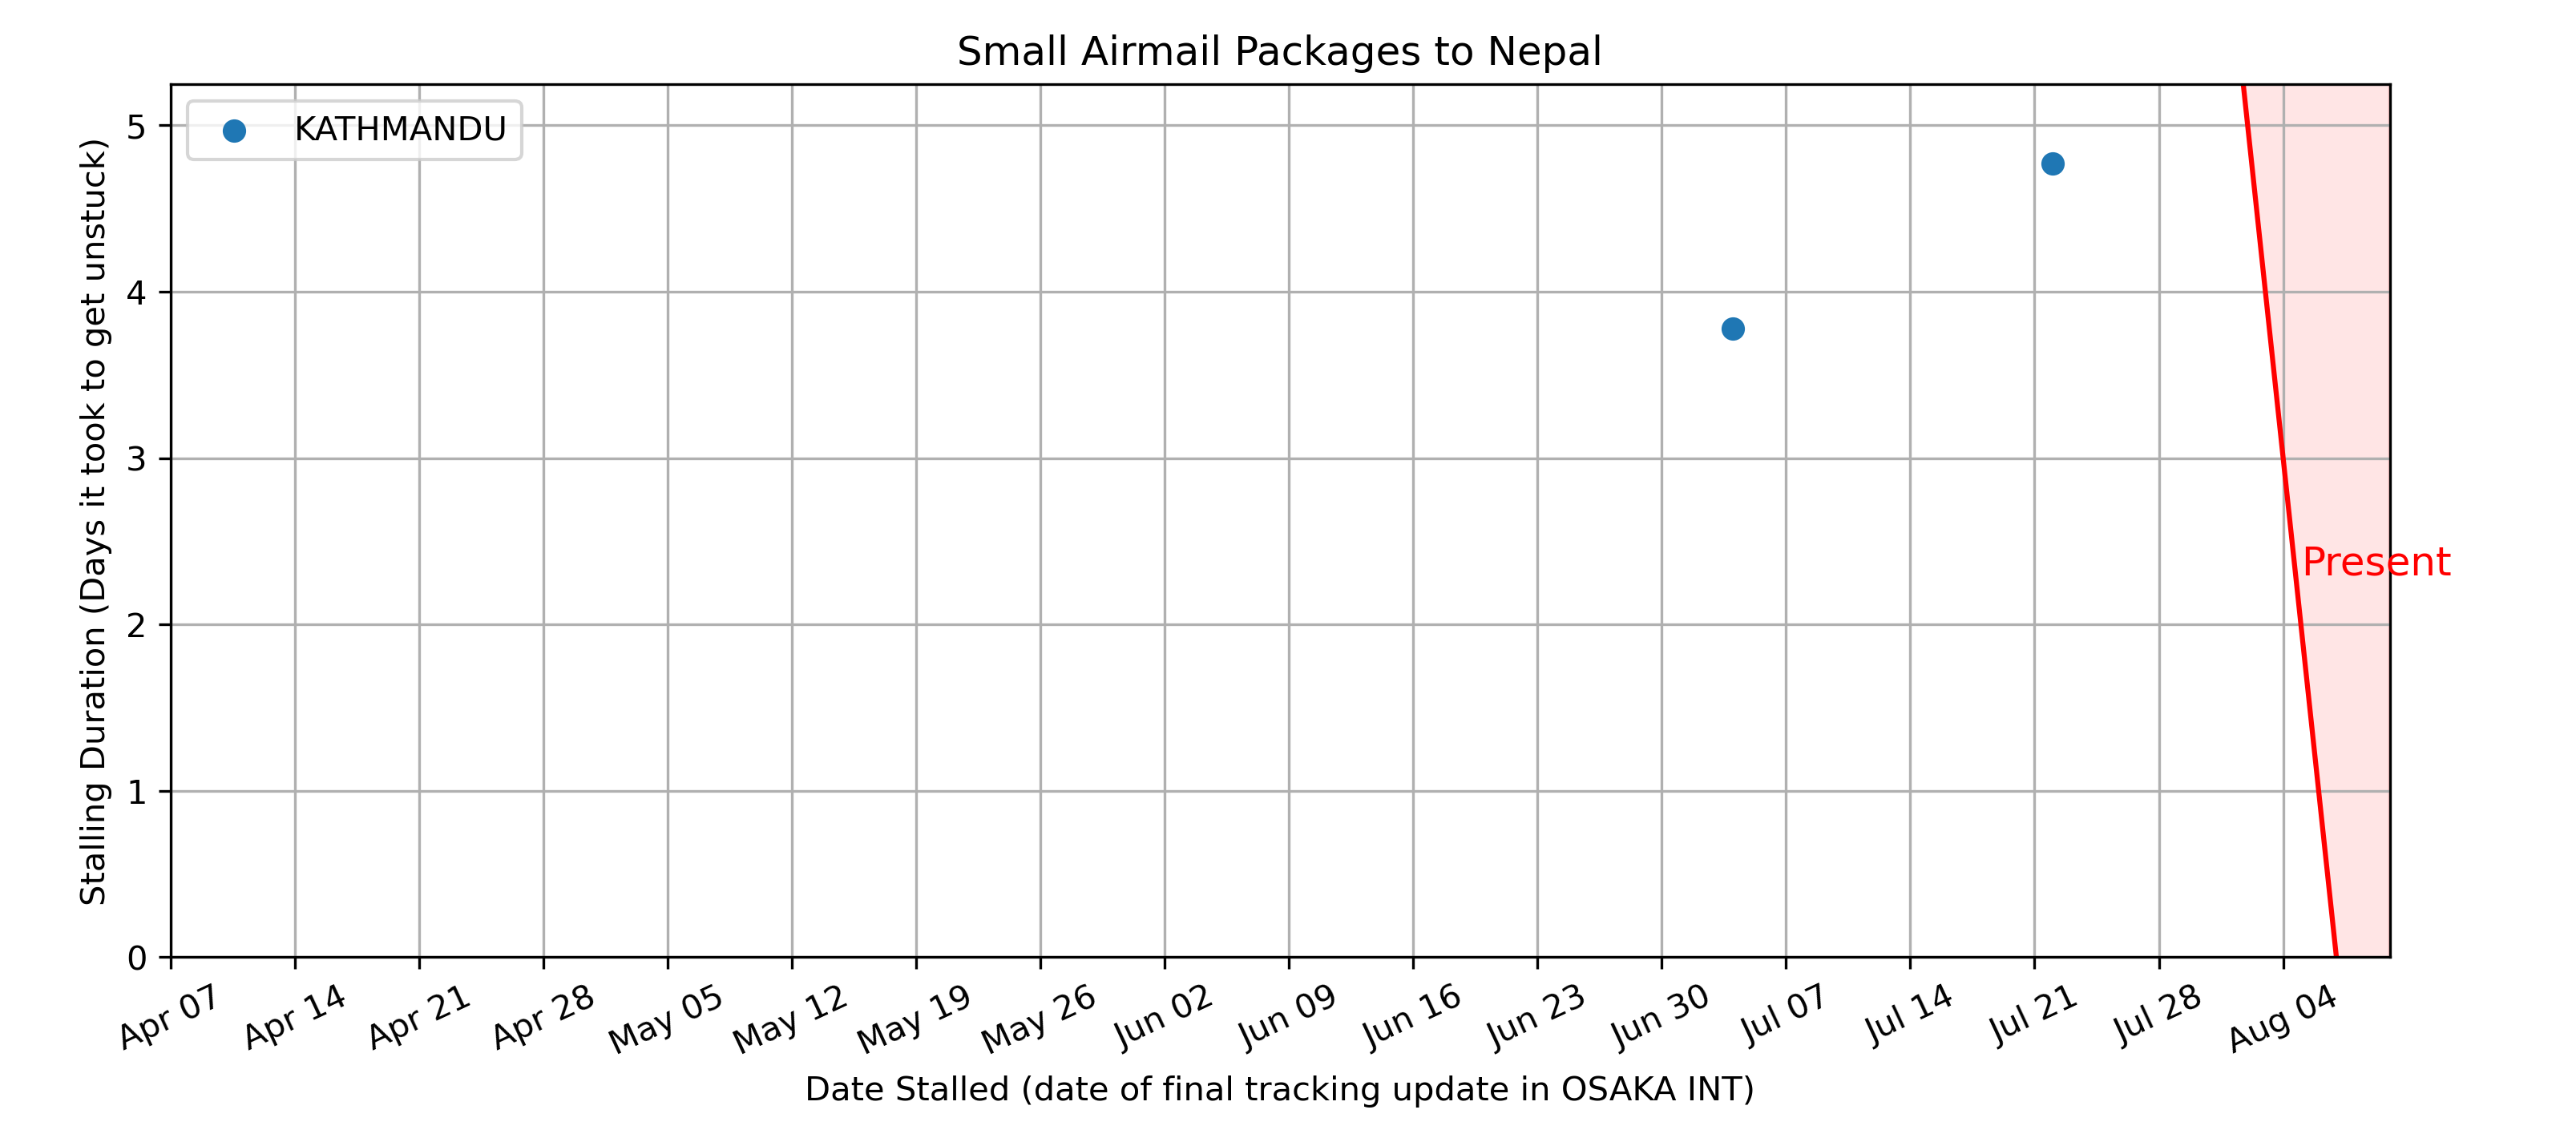 Small Airmail Packages to Nepal
KATHMANDU
Stalling Duration (Days it took to get unstuck)
5
4
3
2
1
0
Present
Apr 07
Apr 14
Apr 21
Apr 28
May 05
May 12
May 19
May 26
Jun 02
Jun 09
Jun 16
Jun 23
Jun 30
Jul 07
Jul 14
Jul 21
Jul 28
Aug 04
Date Stalled (date of final tracking update in OSAKA INT)